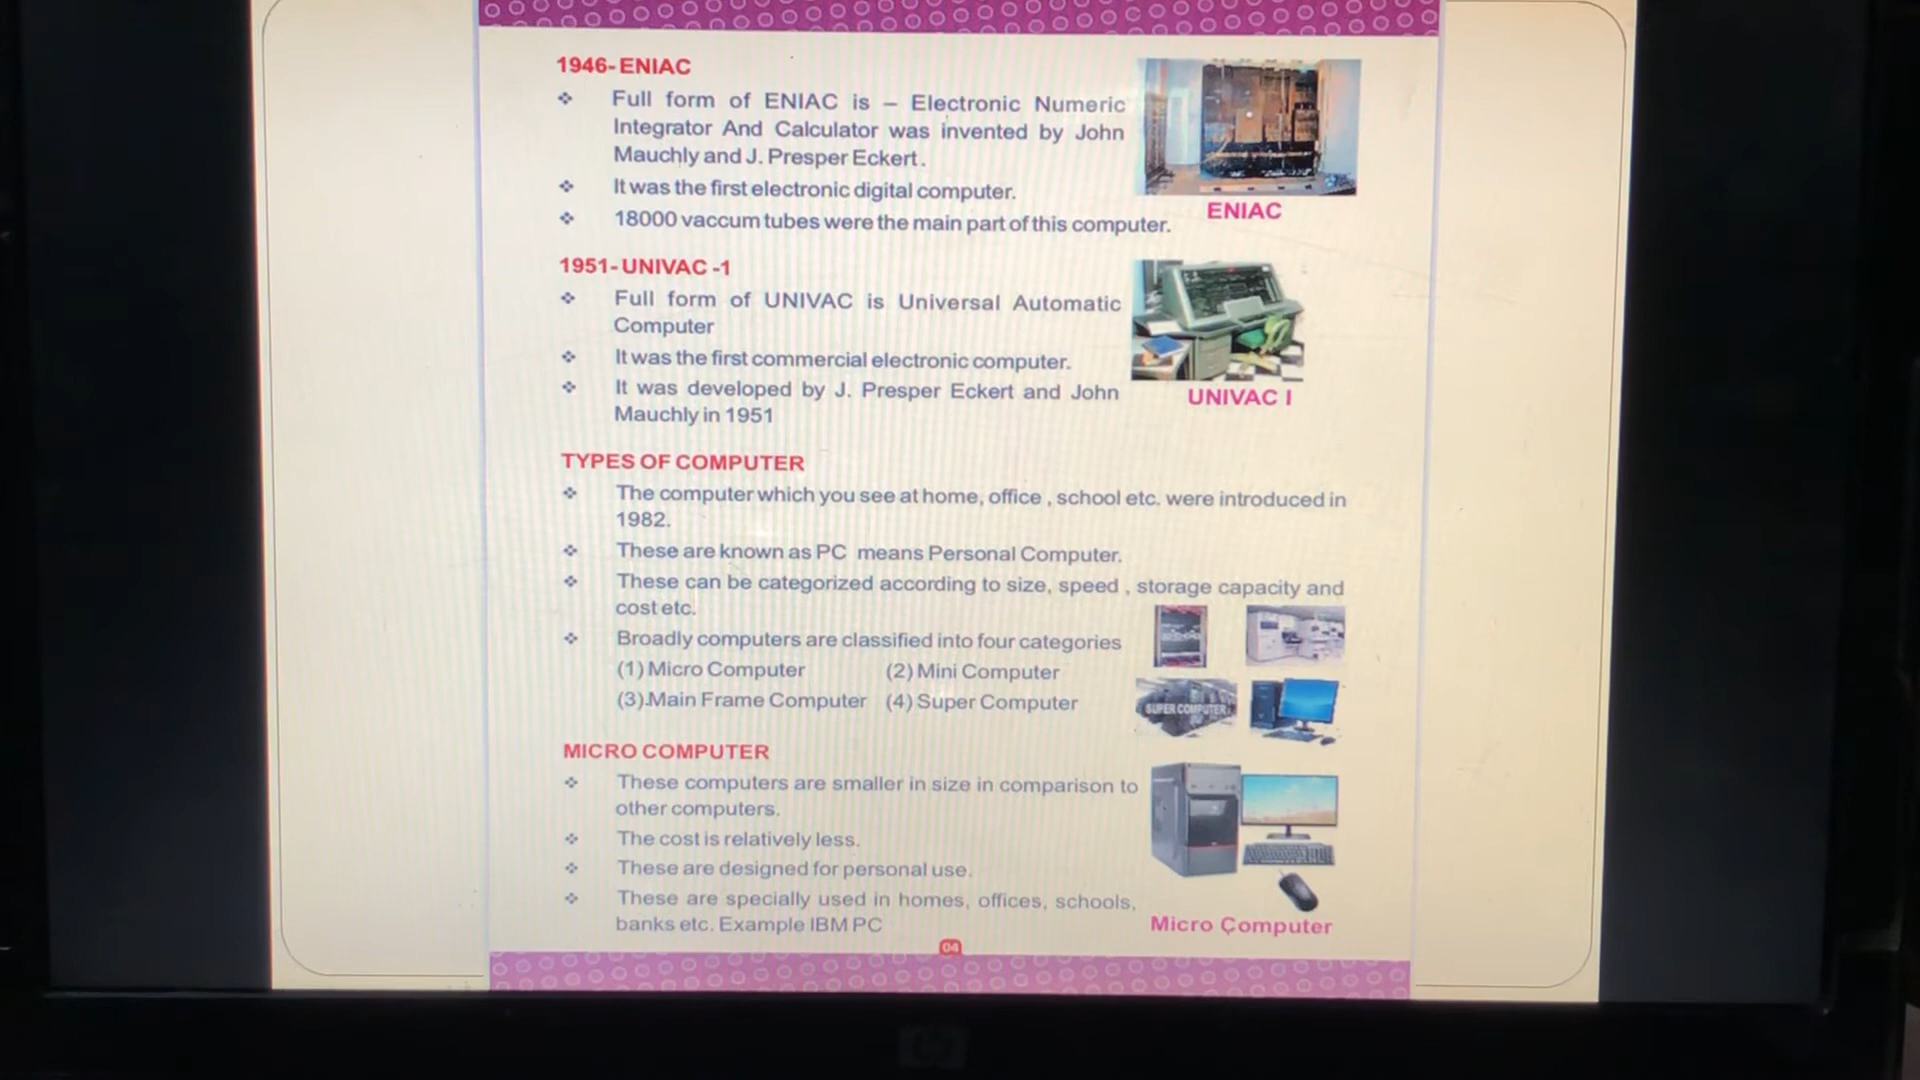 1946- ENIAC
❖ Full form of ENIAC is – Electronic Numeric
Integrator And Calculator was invented by John
Mauchly and J. Presper Eckert.
❖ It was the first electronic digital computer.
❖ 18000 vaccum tubes were the main part of this computer.
ENIAC
1951- UNIVAC -1
❖ Full form of UNIVAC is Universal Automatic
Computer
❖ It was the first commercial electronic computer.
❖ It was developed by J. Presper Eckert and John
Mauchly in 1951
UNIVAC I
TYPES OF COMPUTER
❖ The computer which you see at home, office , school etc. were introduced in
1982.
❖ These are known as PC means Personal Computer.
❖ These can be categorized according to size, speed , storage capacity and
cost etc.
❖ Broadly computers are classified into four categories
(1) Micro Computer (2) Mini Computer
(3).Main Frame Computer (4) Super Computer
SUPER COMPUTER
MICRO COMPUTER
❖ These computers are smaller in size in comparison to
other computers.
❖ The cost is relatively less.
❖ These are designed for personal use.
❖ These are specially used in homes, offices, schools,
banks etc. Example IBM PC
Micro Computer
04
hp